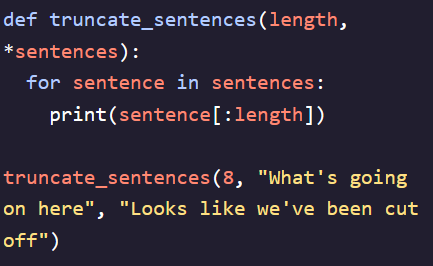 def truncate_sentences(length,
*sentences):
  for sentence in sentences:
    print(sentence[:length])

truncate_sentences(8, "What's going
on here", "Looks like we've been cut
off")